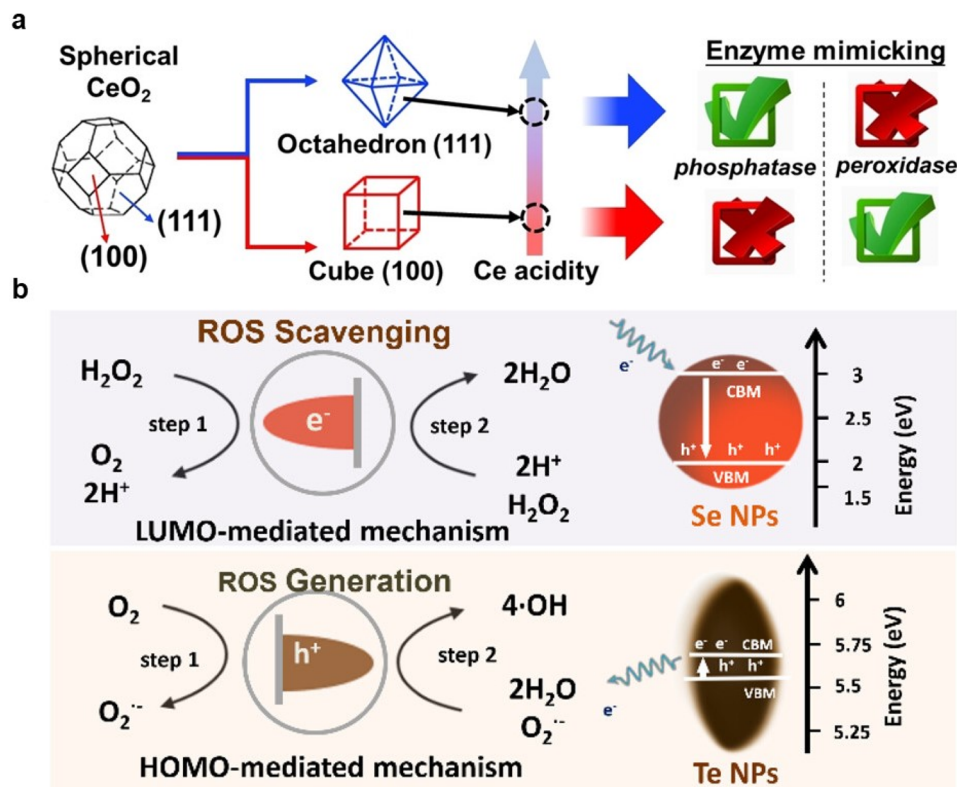 a
Spherical
CeO₂
(111)
(100)
Octahedron (111)
Cube (100)
Ce acidity
Enzyme mimicking
phosphatase
peroxidase
b
ROS Scavenging
H₂O₂
step 1
O₂
2H⁺
e⁻
2H₂O
step 2
2H⁺
H₂O₂
LUMO-mediated mechanism
e⁻
e⁻ e⁻
CBM
h⁺ h⁺ h⁺
VBM
Se NPs
3
2.5
2
1.5
Energy (eV)
ROS Generation
O₂
step 1
O₂·⁻
h⁺
4·OH
step 2
2H₂O
O₂·⁻
HOMO-mediated mechanism
e⁻
e⁻ e⁻ CBM
h⁺ h⁺
VBM
Te NPs
6
5.75
5.5
5.25
Energy (eV)